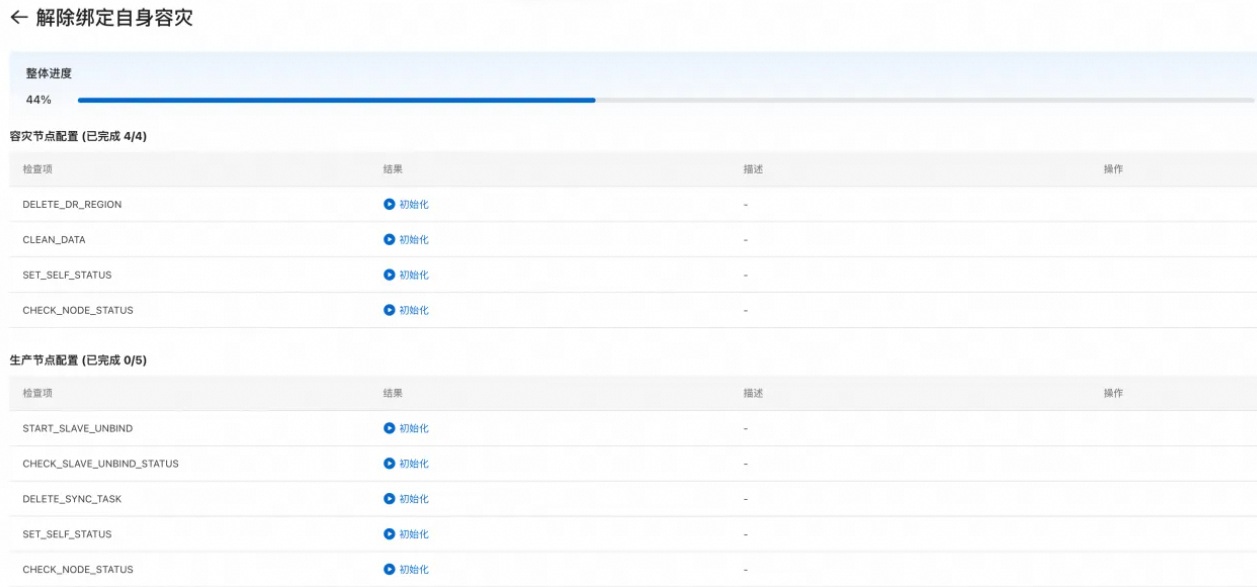 ← 解除绑定自身容灾
整体进度
44%
容灾节点配置 (已完成 4/4)
检查项 结果 描述 操作
DELETE_DR_REGION 初始化 -
CLEAN_DATA 初始化 -
SET_SELF_STATUS 初始化 -
CHECK_NODE_STATUS 初始化 -
生产节点配置 (已完成 0/5)
检查项 结果 描述 操作
START_SLAVE_UNBIND 初始化 -
CHECK_SLAVE_UNBIND_STATUS 初始化 -
DELETE_SYNC_TASK 初始化 -
SET_SELF_STATUS 初始化 -
CHECK_NODE_STATUS 初始化 -